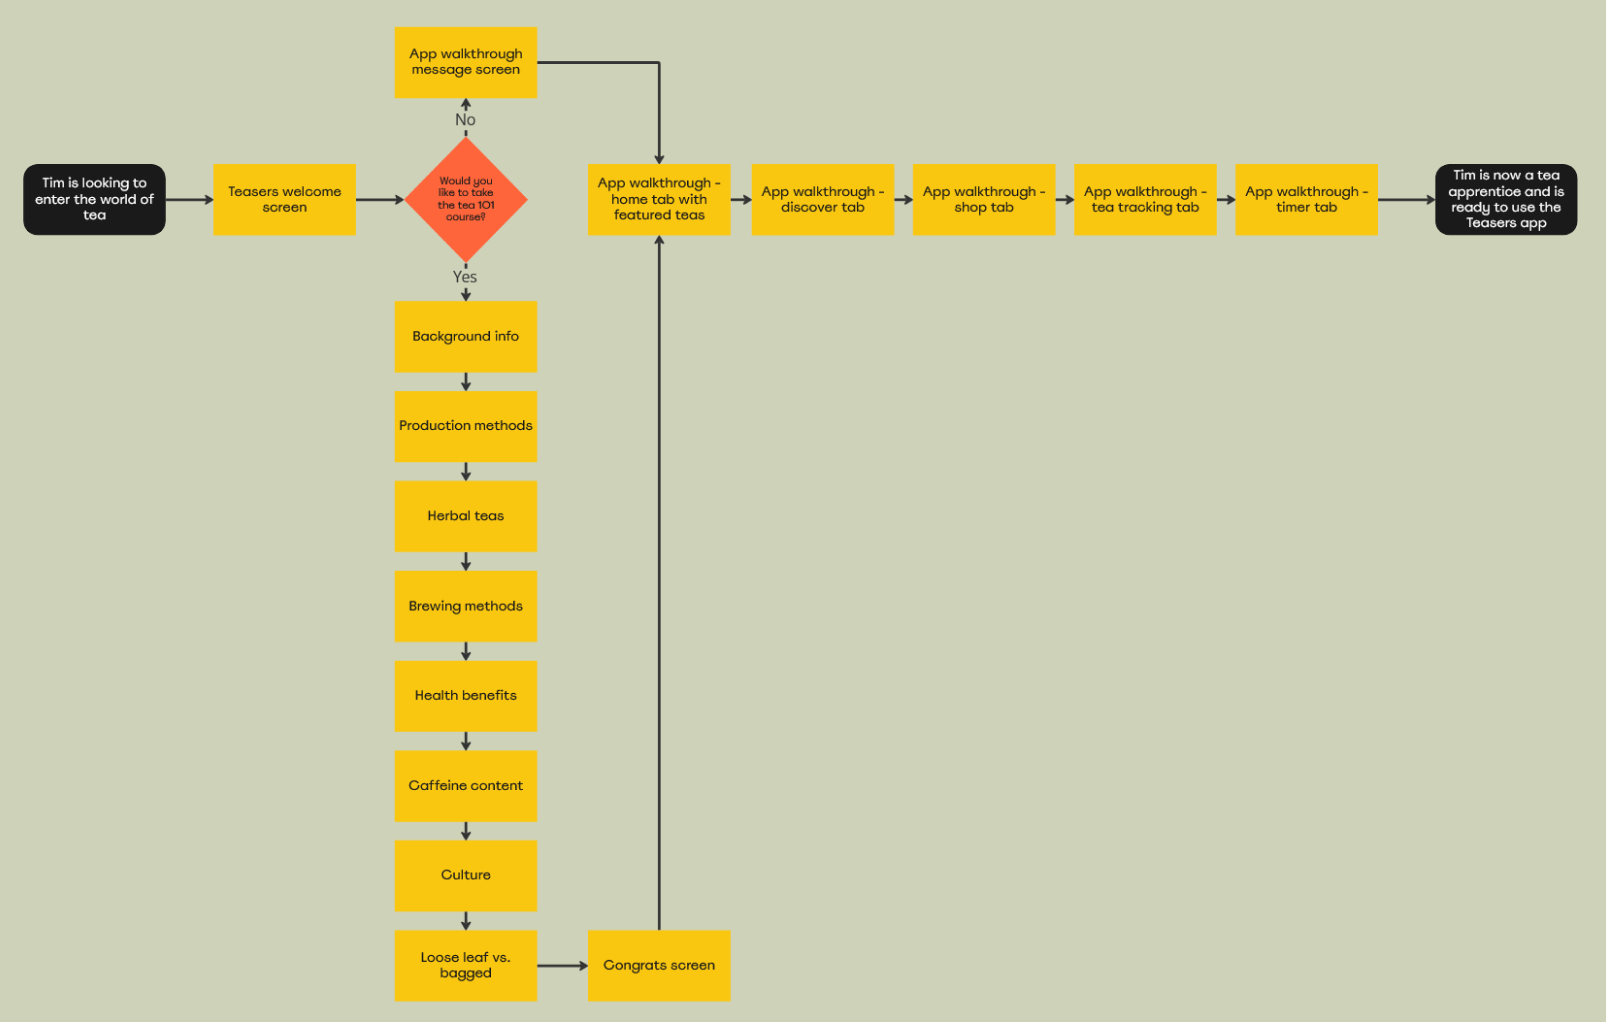 App walkthrough
message screen
No
Tim is looking to
enter the world of
tea
Teasers welcome
screen
Would you
like to take
the tea 101
course?
App walkthrough -
home tab with
featured teas
App walkthrough -
discover tab
App walkthrough -
shop tab
App walkthrough -
tea tracking tab
App walkthrough -
timer tab
Tim is now a tea
apprentice and is
ready to use the
Teasers app
Yes
Background info
Production methods
Herbal teas
Brewing methods
Health benefits
Caffeine content
Culture
Loose leaf vs.
bagged
Congrats screen